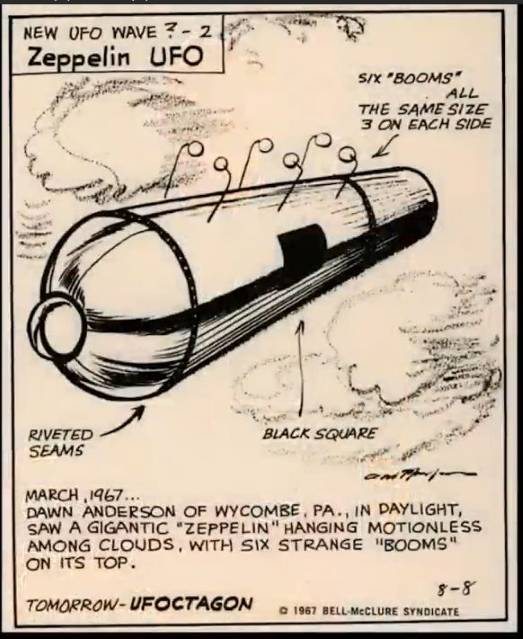 NEW UFO WAVE ? - 2
Zeppelin UFO
SIX "BOOMS"
ALL
THE SAME SIZE
3 ON EACH SIDE
RIVETED
SEAMS
BLACK SQUARE
MARCH, 1967...
DAWN ANDERSON OF WYCOMBE, PA., IN DAYLIGHT,
SAW A GIGANTIC "ZEPPELIN" HANGING MOTIONLESS
AMONG CLOUDS, WITH SIX STRANGE "BOOMS"
ON ITS TOP.
8-8
TOMORROW- UFOCTAGON
© 1967 BELL-McCLURE SYNDICATE